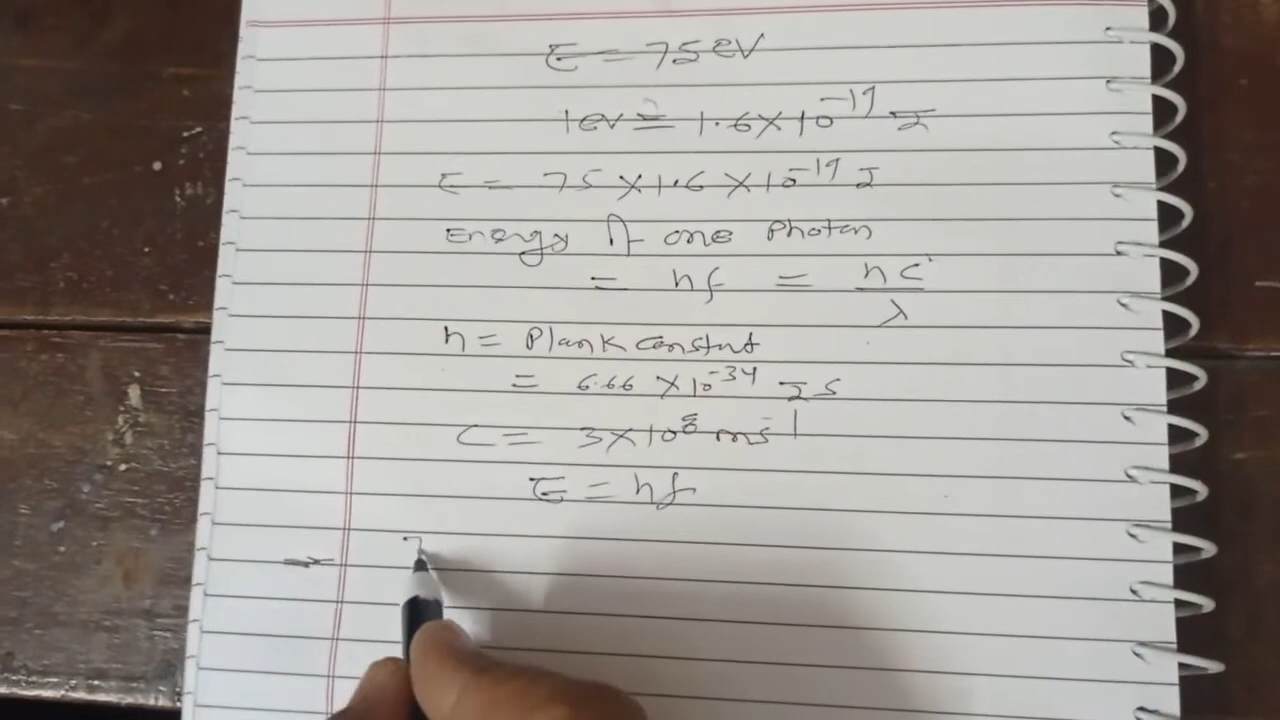 E = 75 eV
1 ev = 1.6 × 10⁻¹⁹ J
E = 75 × 1.6 × 10⁻¹⁹ J
Energy of one Photon
= hf = hc / λ
h = Plank constant
= 6.66 × 10⁻³⁴ JS
C = 3 × 10⁸ ms⁻¹
E = hf
7